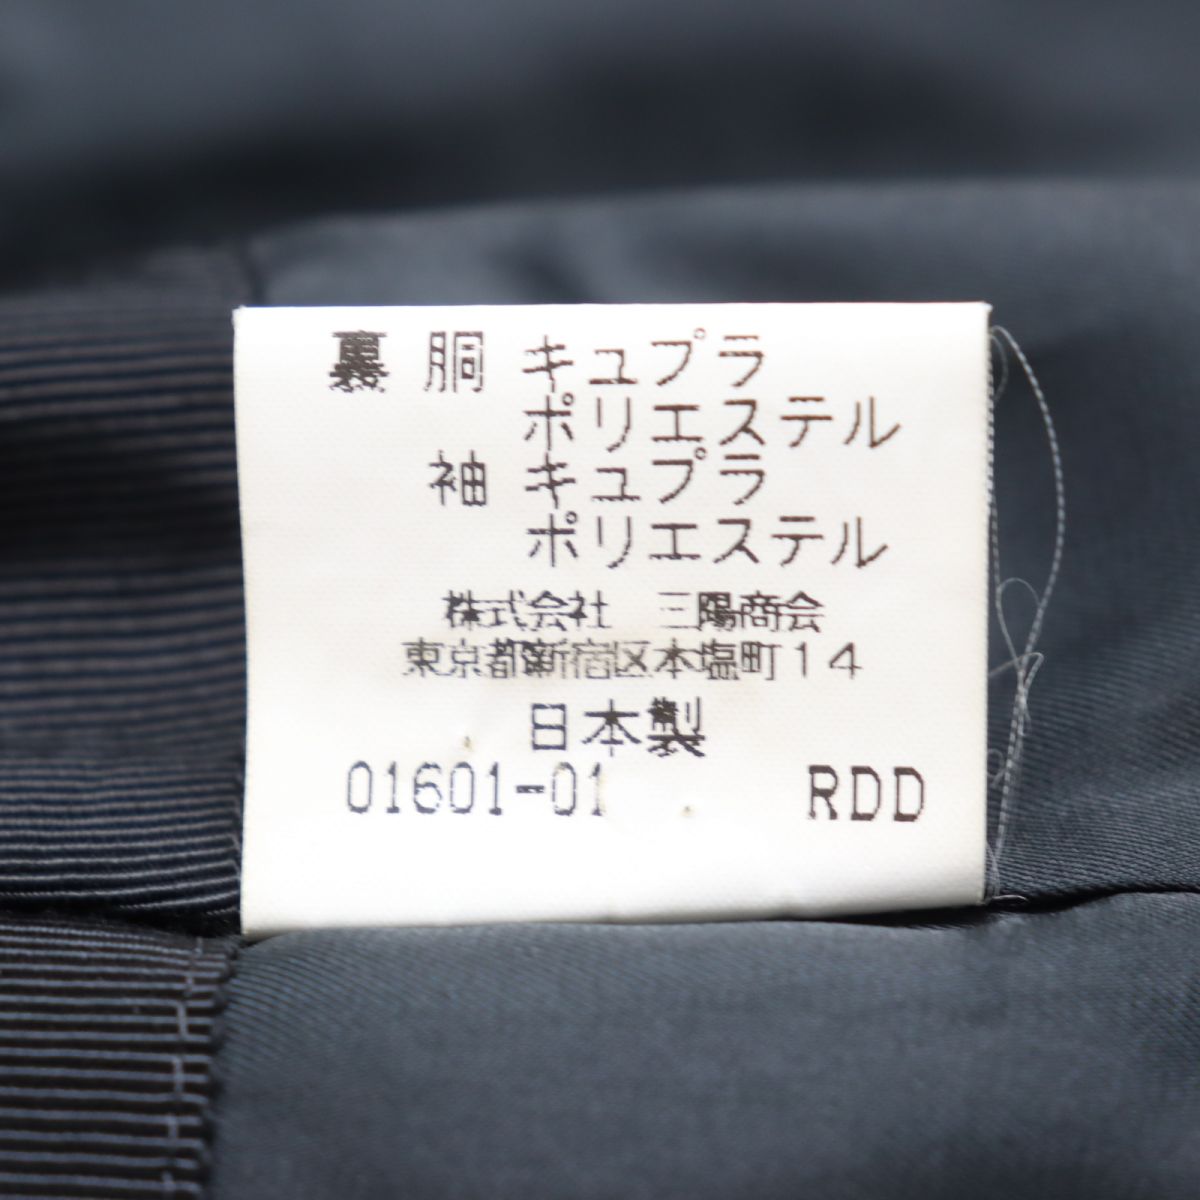 裏 胴 キュプラ
ポリエステル
袖 キュプラ
ポリエステル
株式会社 三陽商会
東京都新宿区本塩町14
日本製
01601-01 RDD